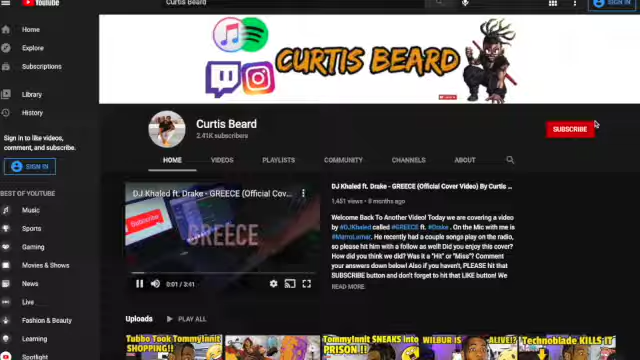 YouTube
Curtis Beard
SIGN IN
Home
Explore
Subscriptions
Library
History
Sign in to like videos,
comment, and subscribe.
SIGN IN
BEST OF YOUTUBE
Music
Sports
Gaming
Movies & Shows
News
Live
Fashion & Beauty
Learning
Spotlight
CURTIS BEARD
Curtis Beard
2.41K subscribers
SUBSCRIBE
HOME
VIDEOS
PLAYLISTS
COMMUNITY
CHANNELS
ABOUT
DJ Khaled ft. Drake - GREECE (Official Cov...
Subscribe
GREECE
0:01 / 2:41
DJ Khaled ft. Drake - GREECE (Official Cover Video) By Curtis ...
1,481 views • 8 months ago
Welcome Back To Another Video! Today we are covering a video
by #DJKhaled called #GREECE ft. #Drake . On the Mic with me is
#MarroLamar. He recently had a couple songs play on the radio,
so please hit him with a follow as well! Did you enjoy this cover?
How did you think we did? Was it a "Hit" or "Miss"? Comment
your answers down below! Also if you haven't, PLEASE hit that
SUBSCRIBE button and don't forget to hit that LIKE button! We
READ MORE
Uploads
PLAY ALL
Tubbo Took TommyInnit
SHOPPING!!
TommyInnit SNEAKS into
PRISON !!
WILBUR IS ALIVE!?
Technoblade KILLS IT